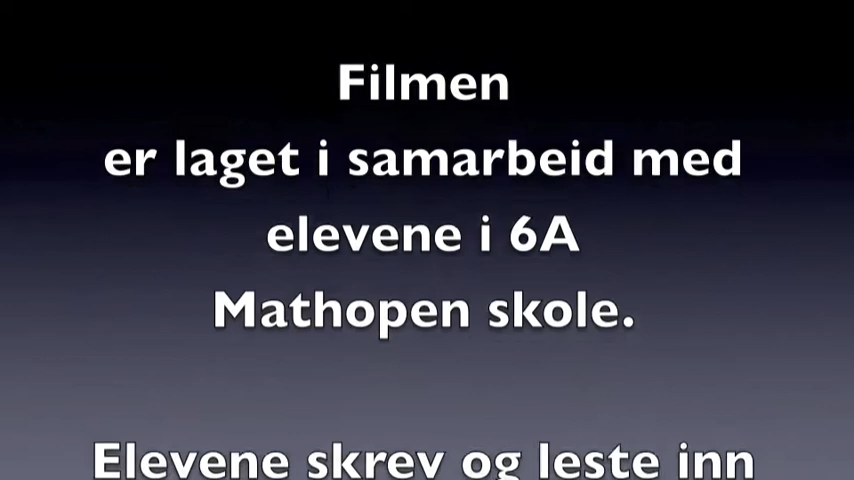 Filmen
er laget i samarbeid med
elevene i 6A
Mathopen skole.
Elevene skrev og leste inn